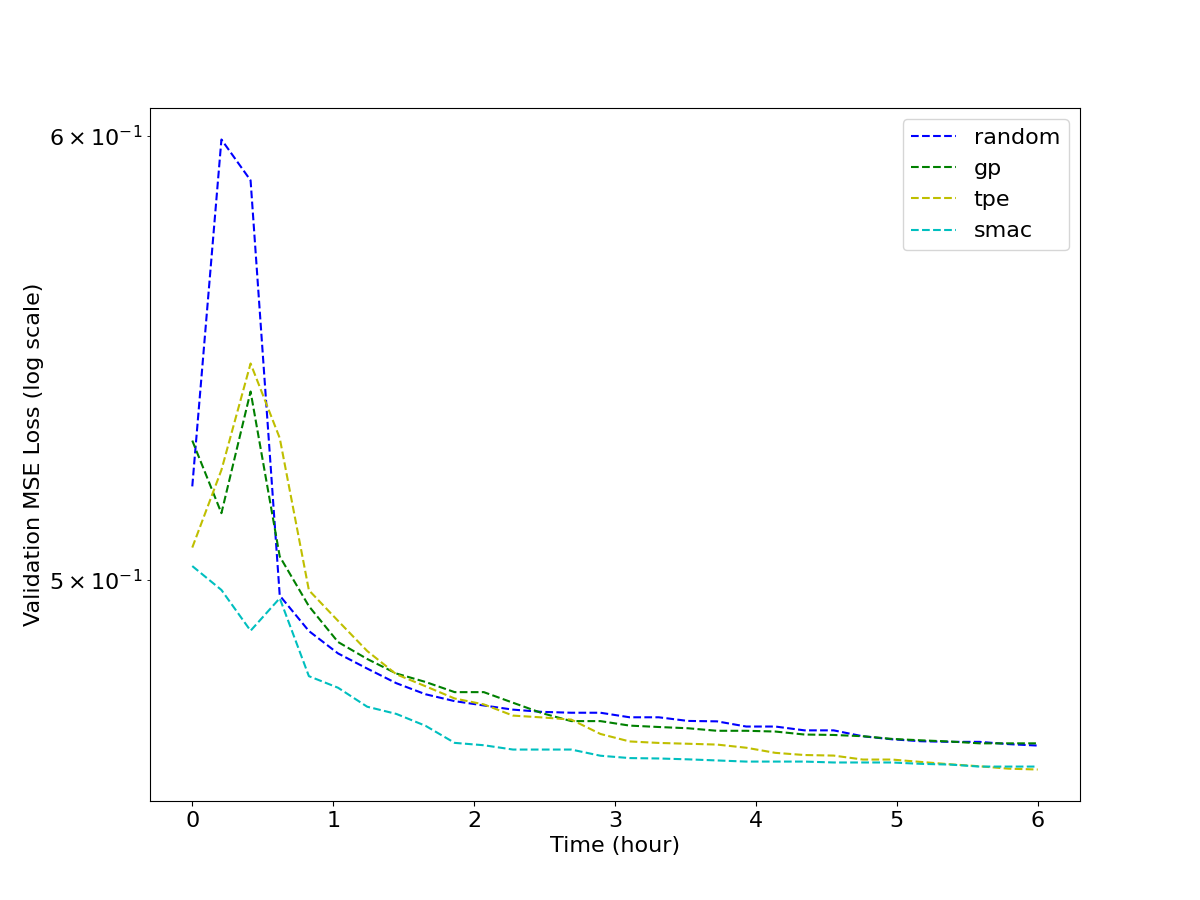 6 × 10⁻¹
5 × 10⁻¹
Validation MSE Loss (log scale)
random
gp
tpe
smac
0 1 2 3 4 5 6
Time (hour)